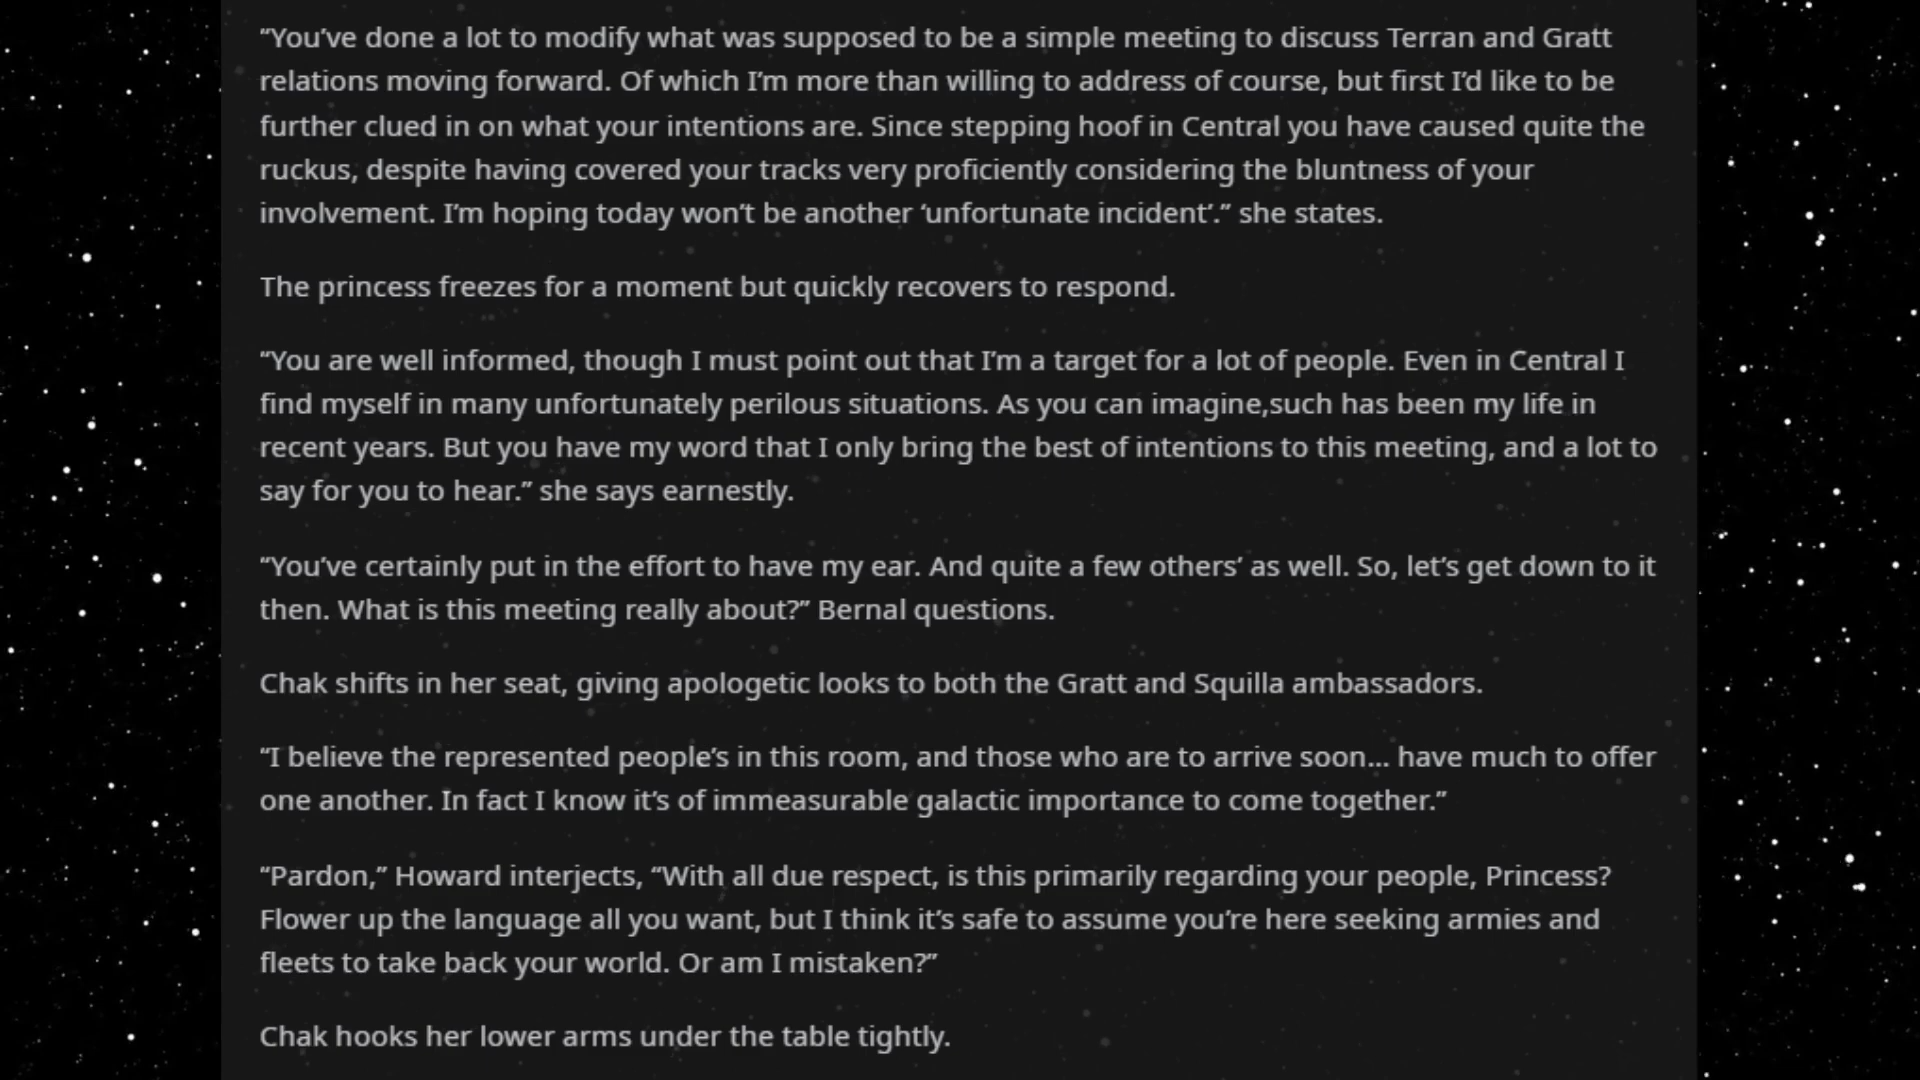 “You’ve done a lot to modify what was supposed to be a simple meeting to discuss Terran and Gratt
relations moving forward. Of which I’m more than willing to address of course, but first I’d like to be
further clued in on what your intentions are. Since stepping hoof in Central you have caused quite the
ruckus, despite having covered your tracks very proficiently considering the bluntness of your
involvement. I’m hoping today won’t be another ‘unfortunate incident’.” she states.
The princess freezes for a moment but quickly recovers to respond.
“You are well informed, though I must point out that I’m a target for a lot of people. Even in Central I
find myself in many unfortunately perilous situations. As you can imagine,such has been my life in
recent years. But you have my word that I only bring the best of intentions to this meeting, and a lot to
say for you to hear.” she says earnestly.
“You’ve certainly put in the effort to have my ear. And quite a few others’ as well. So, let’s get down to it
then. What is this meeting really about?” Bernal questions.
Chak shifts in her seat, giving apologetic looks to both the Gratt and Squilla ambassadors.
“I believe the represented people’s in this room, and those who are to arrive soon... have much to offer
one another. In fact I know it’s of immeasurable galactic importance to come together.”
“Pardon,” Howard interjects, “With all due respect, is this primarily regarding your people, Princess?
Flower up the language all you want, but I think it’s safe to assume you’re here seeking armies and
fleets to take back your world. Or am I mistaken?”
Chak hooks her lower arms under the table tightly.